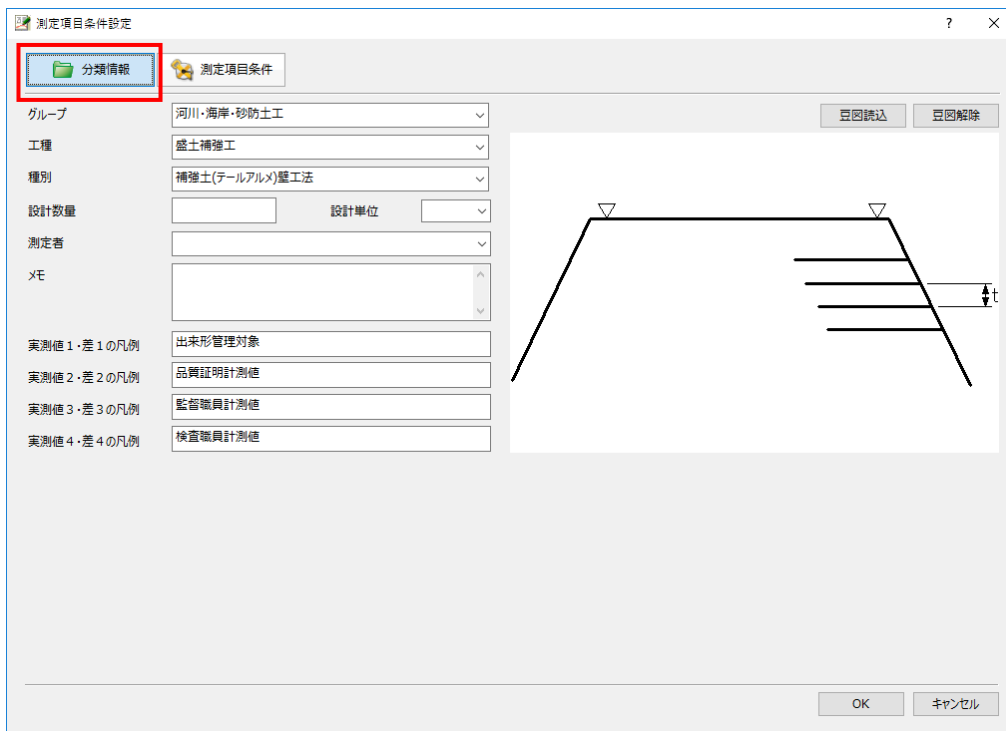 測定項目条件設定
分類情報 測定項目条件
グループ 河川・海岸・砂防土工 豆図読込 豆図解除
工種 盛土補強工
種別 補強土(テールアルメ)壁工法
設計数量 設計単位
測定者
メモ
t
実測値１・差１の凡例 出来形管理対象
実測値２・差２の凡例 品質証明計測値
実測値３・差３の凡例 監督職員計測値
実測値４・差４の凡例 検査職員計測値
OK キャンセル